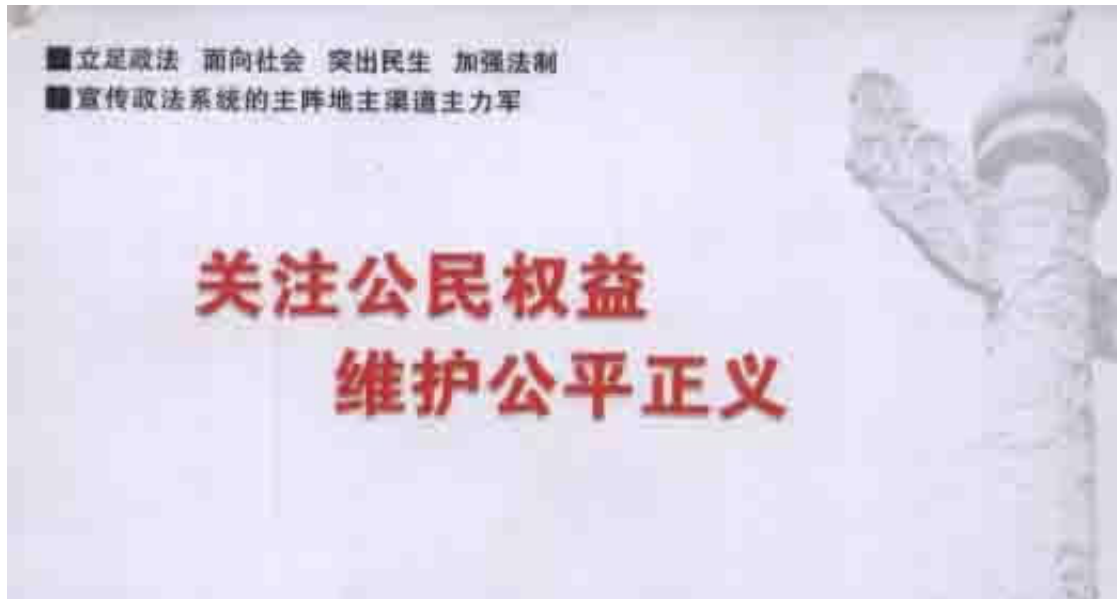 ■立足政法 面向社会 突出民生 加强法制
■宣传政法系统的主阵地主渠道主力军
关注公民权益
维护公平正义